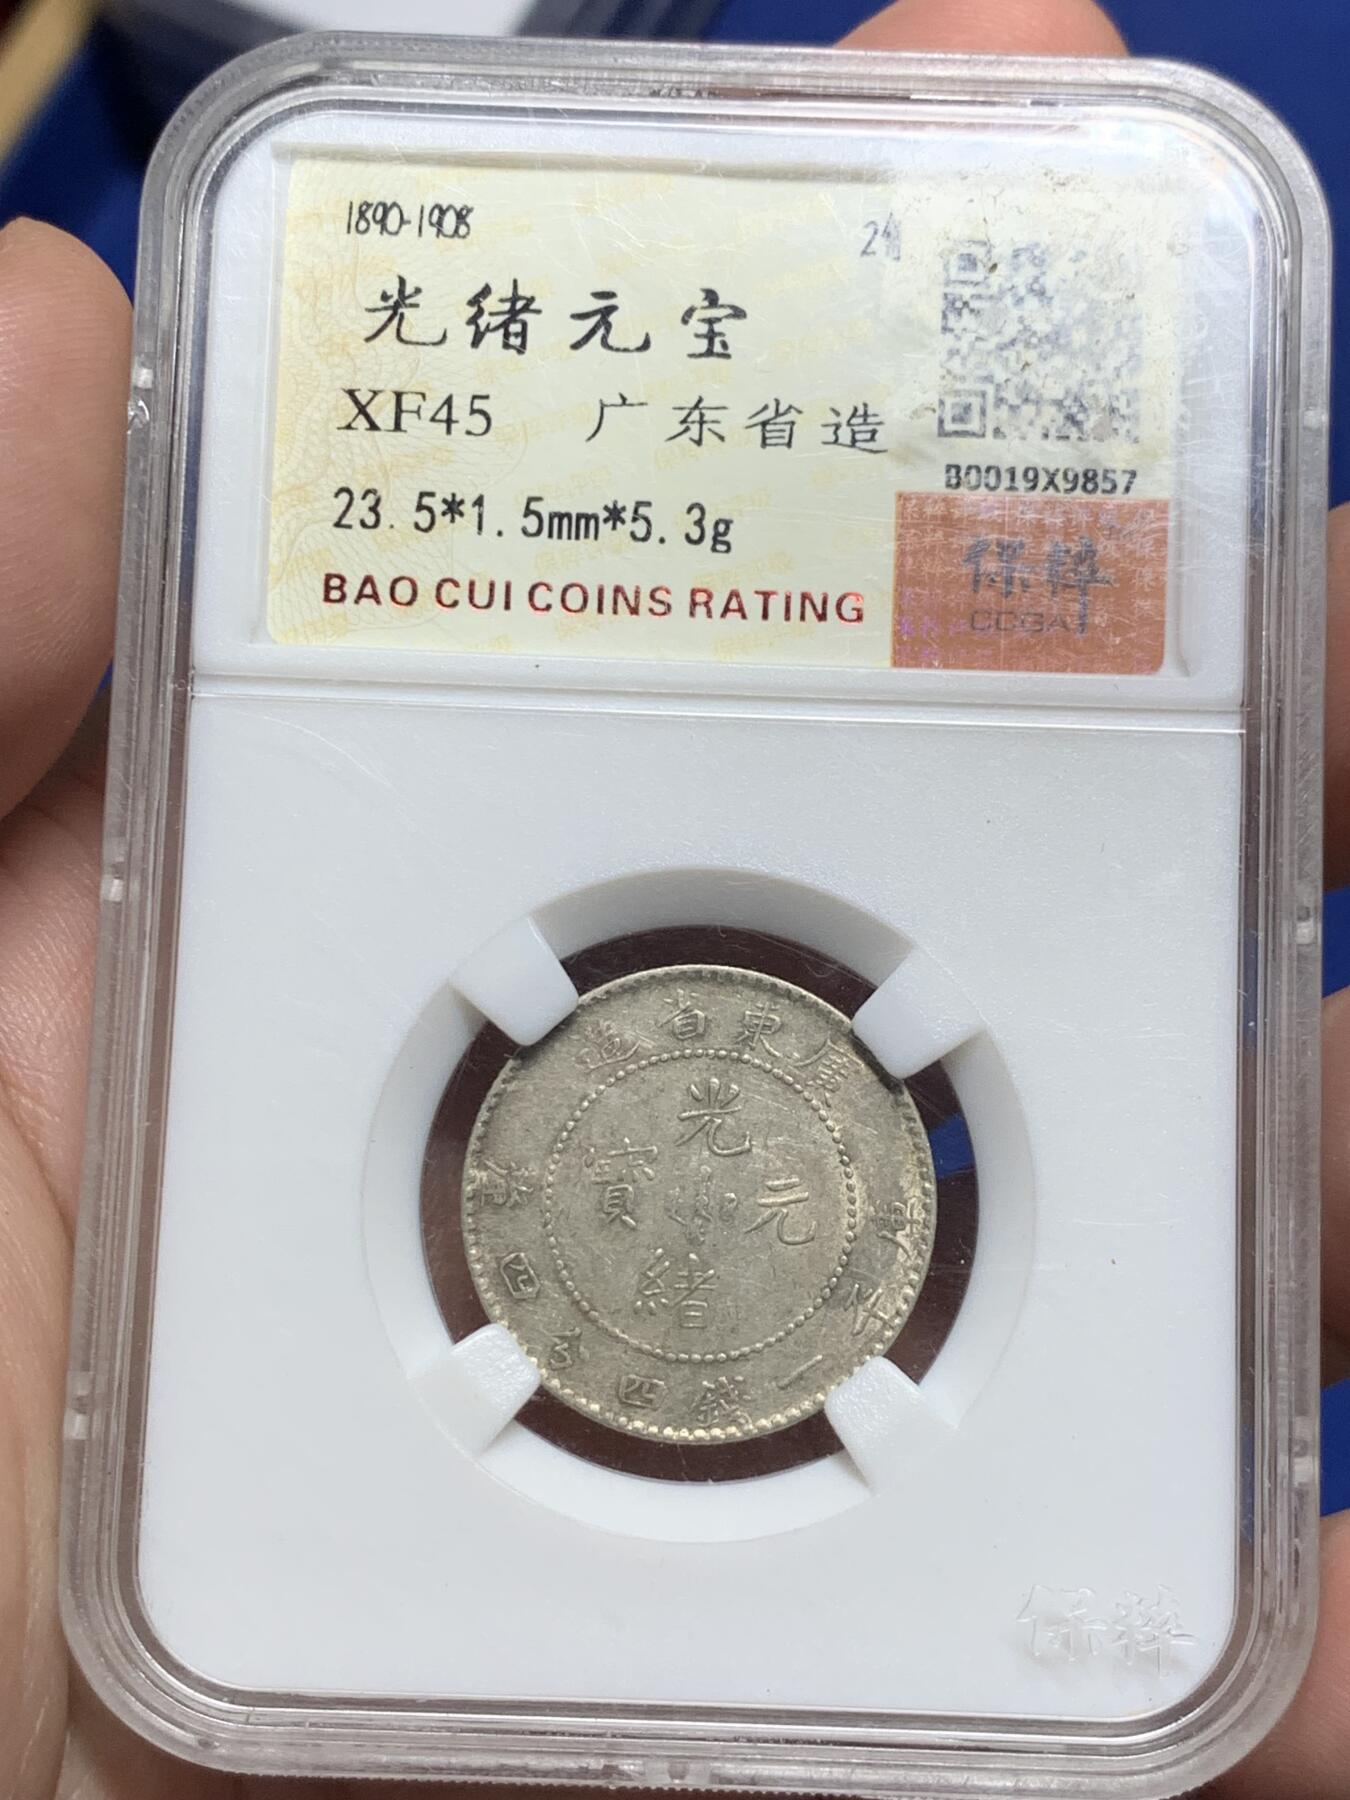 1890-1908
光绪元宝
XF45 广东省造
23.5*1.5mm*5.3g
BAO CUI COINS RATING
B0019X9857
保粹
造省東廣
光
寶 元
緒
庫平一錢四分四釐
保粹